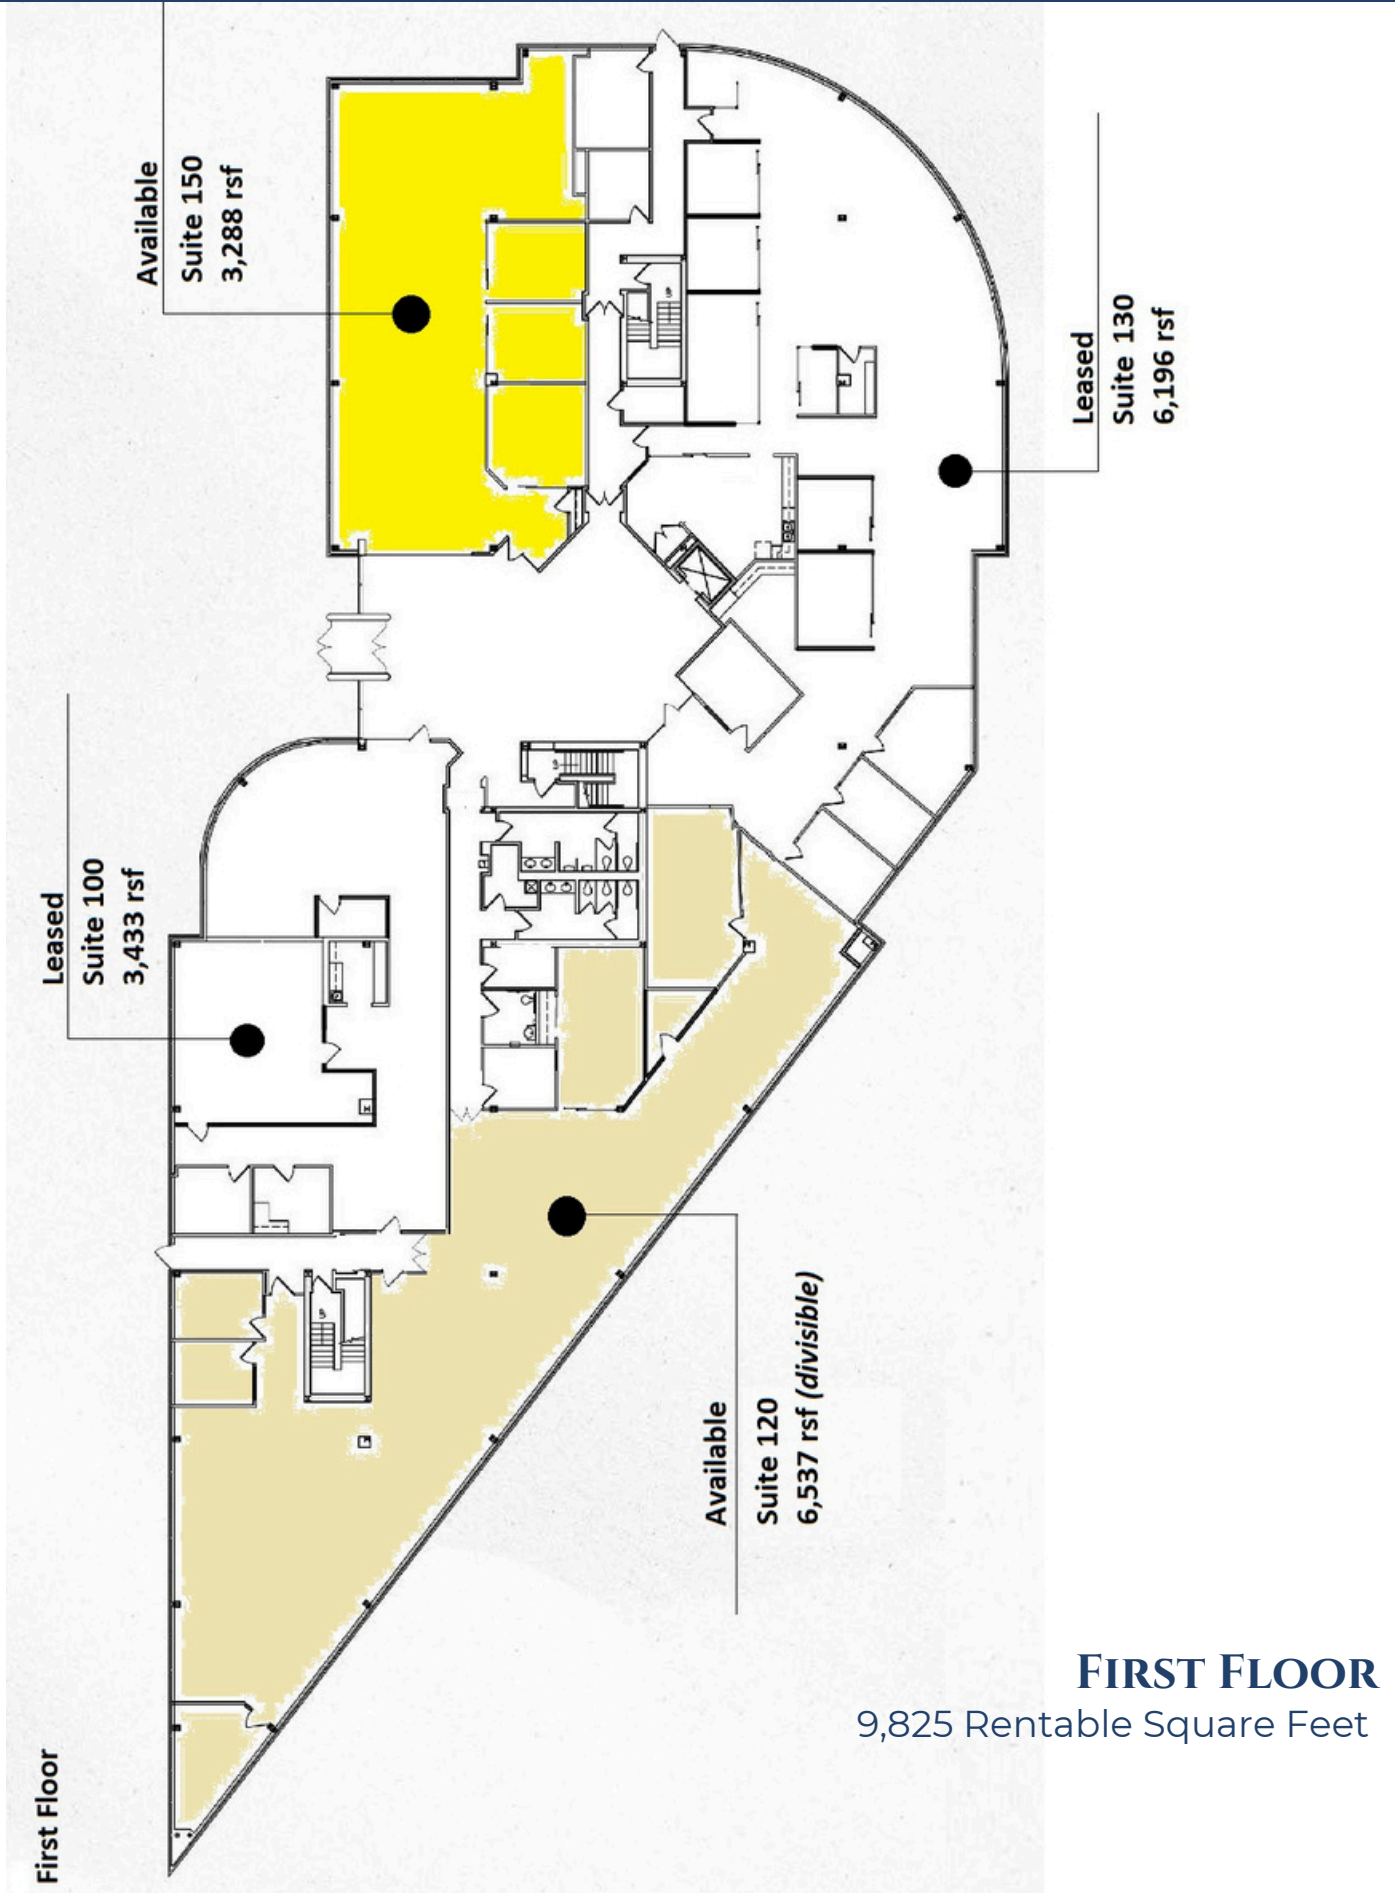 Available
Suite 150
3,288 rsf
Leased
Suite 130
6,196 rsf
UP
Leased
Suite 100
3,433 rsf
Available
Suite 120
6,537 rsf (divisible)
First Floor
FIRST FLOOR
9,825 Rentable Square Feet